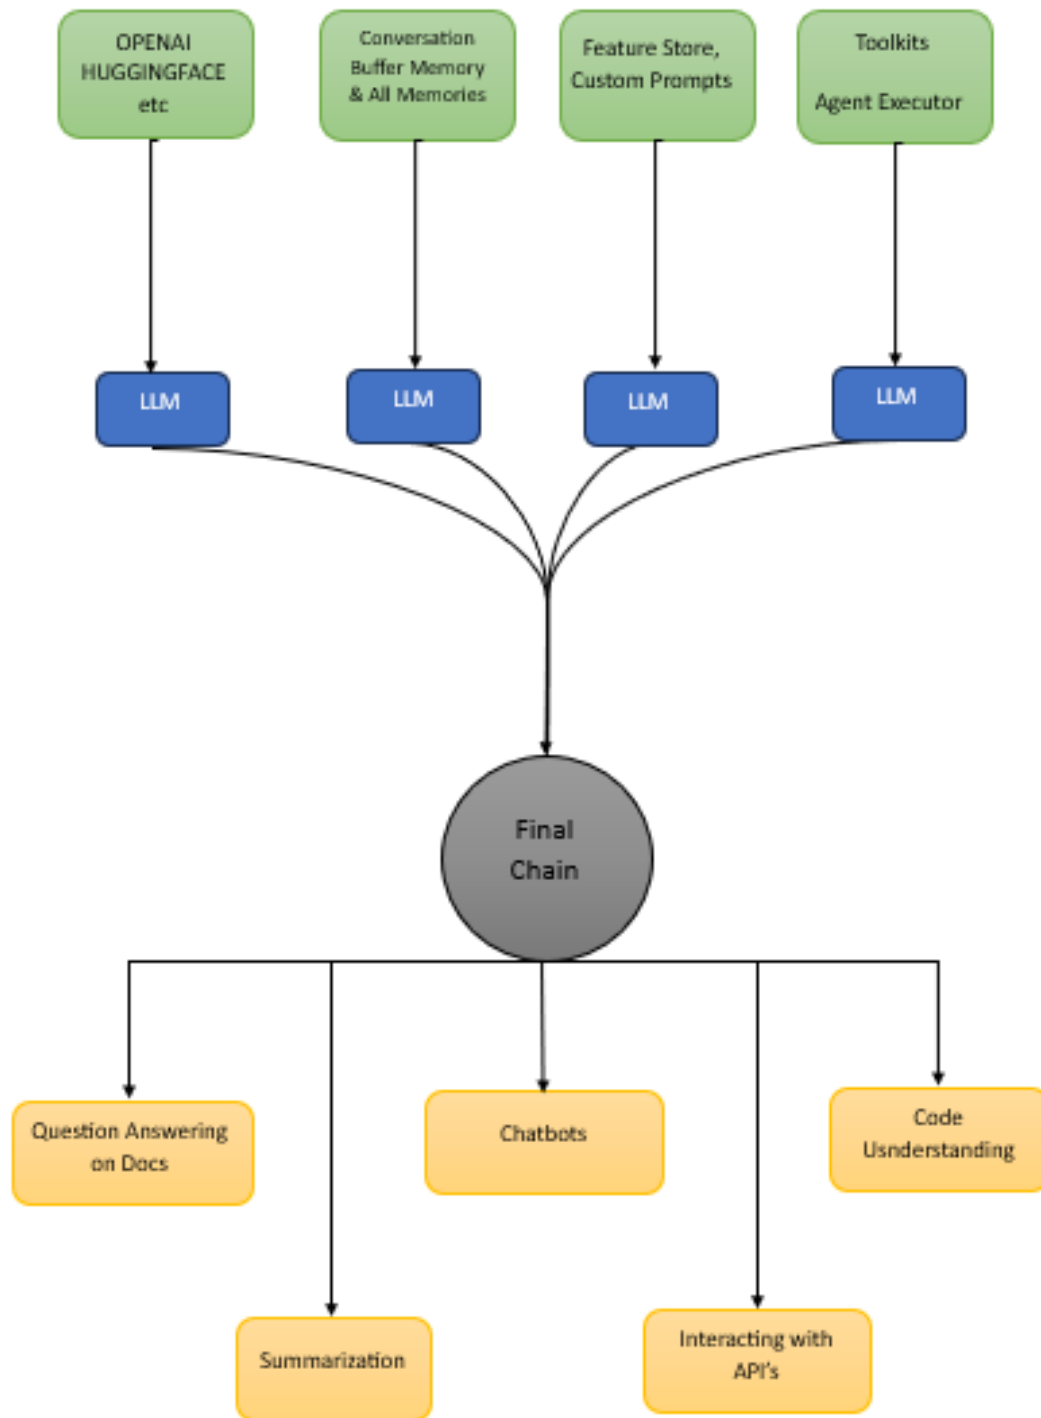 OPENAI
HUGGINGFACE
etc
Conversation
Buffer Memory
& All Memories
Feature Store,
Custom Prompts
Toolkits
Agent Executor
LLM
LLM
LLM
LLM
Final
Chain
Question Answering
on Docs
Chatbots
Code
Usnderstanding
Summarization
Interacting with
API's